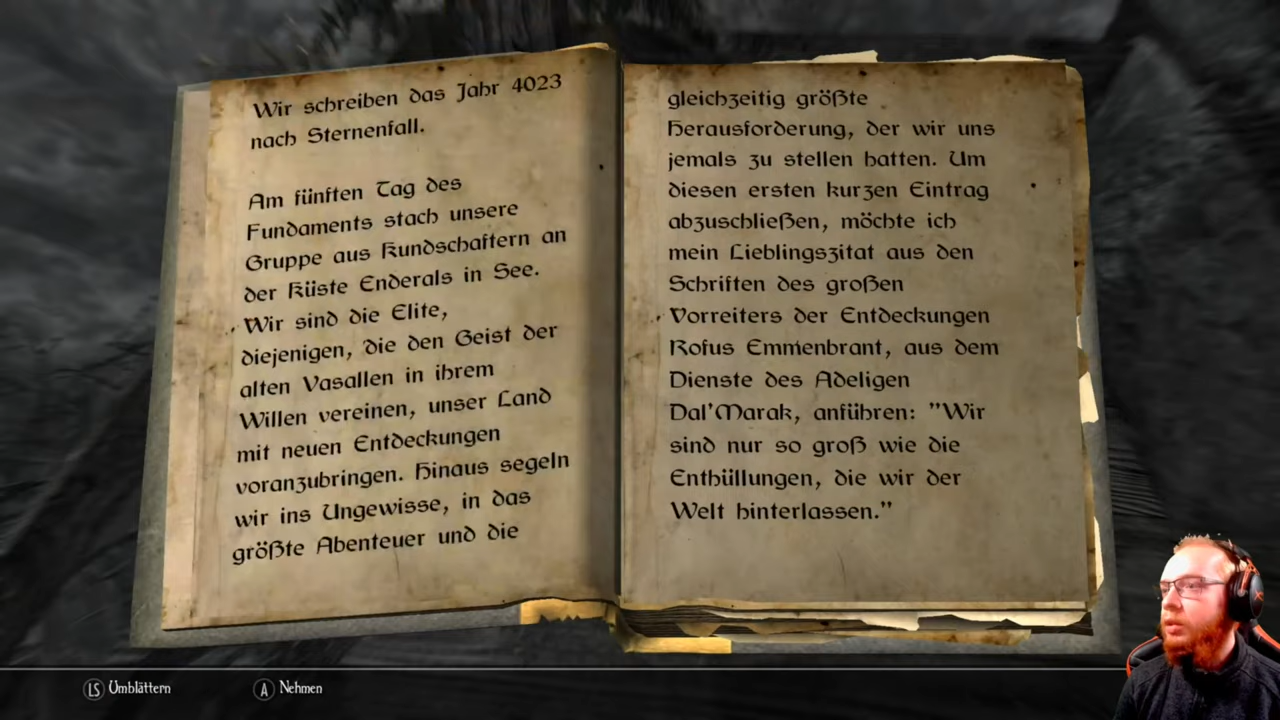 Wir schreiben das Jahr 4023
nach Sternenfall.
Am fünften Tag des
Fundaments stach unsere
Gruppe aus Kundschaftern an
der Küste Enderals in See.
Wir sind die Elite,
diejenigen, die den Geist der
alten Vasallen in ihrem
Willen vereinen, unser Land
mit neuen Entdeckungen
voranzubringen. Hinaus segeln
wir ins Ungewisse, in das
größte Abenteuer und die
gleichzeitig größte
Herausforderung, der wir uns
jemals zu stellen hatten. Um
diesen ersten kurzen Eintrag
abzuschließen, möchte ich
mein Lieblingszitat aus den
Schriften des großen
Vorreiters der Entdeckungen
Rofus Emmenbrant, aus dem
Dienste des Adeligen
Dal'Marak, anführen: "Wir
sind nur so groß wie die
Enthüllungen, die wir der
Welt hinterlassen."
LS Umblättern
A Nehmen